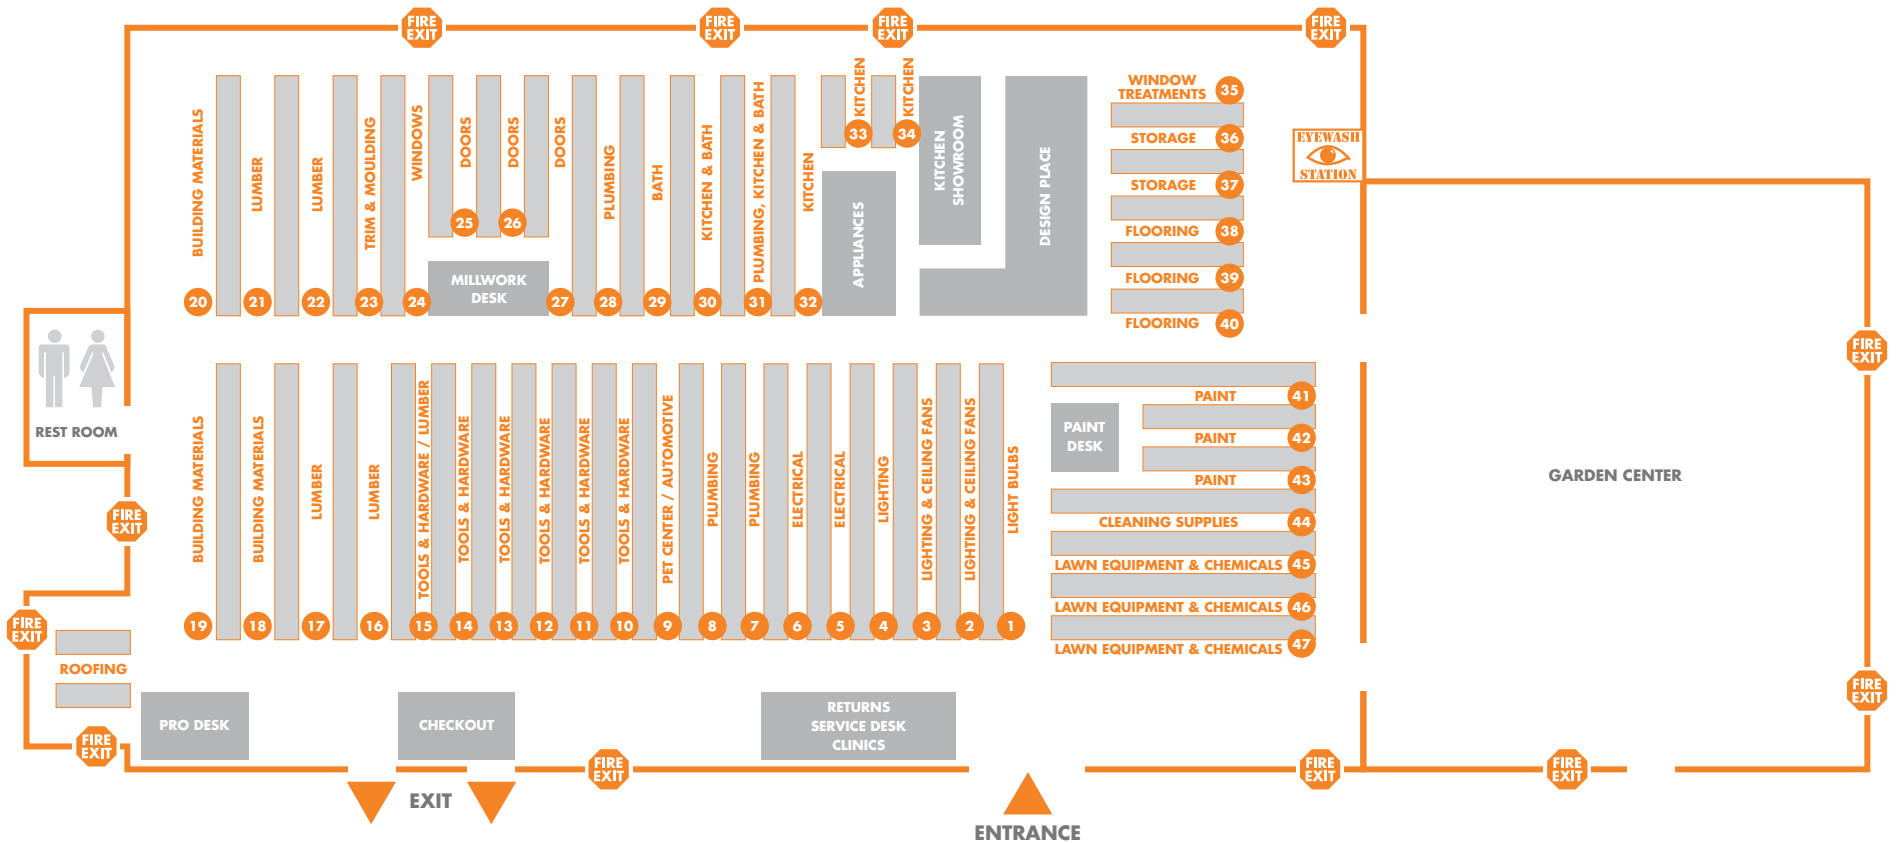 FIRE
EXIT
FIRE
EXIT
FIRE
EXIT
FIRE
EXIT
BUILDING MATERIALS
LUMBER
LUMBER
TRIM & MOULDING
WINDOWS
DOORS
DOORS
DOORS
PLUMBING
BATH
KITCHEN & BATH
PLUMBING, KITCHEN & BATH
KITCHEN
KITCHEN
KITCHEN
33
34
25
26
20
21
22
23
24
MILLWORK
DESK
27
28
29
30
31
32
APPLIANCES
KITCHEN
SHOWROOM
DESIGN PLACE
WINDOW
TREATMENTS
35
STORAGE
36
STORAGE
37
FLOORING
38
FLOORING
39
FLOORING
40
EYEWASH
STATION
REST ROOM
FIRE
EXIT
FIRE
EXIT
ROOFING
FIRE
EXIT
BUILDING MATERIALS
BUILDING MATERIALS
LUMBER
LUMBER
TOOLS & HARDWARE / LUMBER
TOOLS & HARDWARE
TOOLS & HARDWARE
TOOLS & HARDWARE
TOOLS & HARDWARE
TOOLS & HARDWARE
PET CENTER / AUTOMOTIVE
PLUMBING
PLUMBING
ELECTRICAL
ELECTRICAL
LIGHTING
LIGHTING & CEILING FANS
LIGHTING & CEILING FANS
LIGHT BULBS
19
18
17
16
15
14
13
12
11
10
9
8
7
6
5
4
3
2
1
PAINT
DESK
PAINT
41
PAINT
42
PAINT
43
CLEANING SUPPLIES
44
LAWN EQUIPMENT & CHEMICALS
45
LAWN EQUIPMENT & CHEMICALS
46
LAWN EQUIPMENT & CHEMICALS
47
GARDEN CENTER
FIRE
EXIT
FIRE
EXIT
PRO DESK
CHECKOUT
RETURNS
SERVICE DESK
CLINICS
FIRE
EXIT
FIRE
EXIT
FIRE
EXIT
EXIT
ENTRANCE